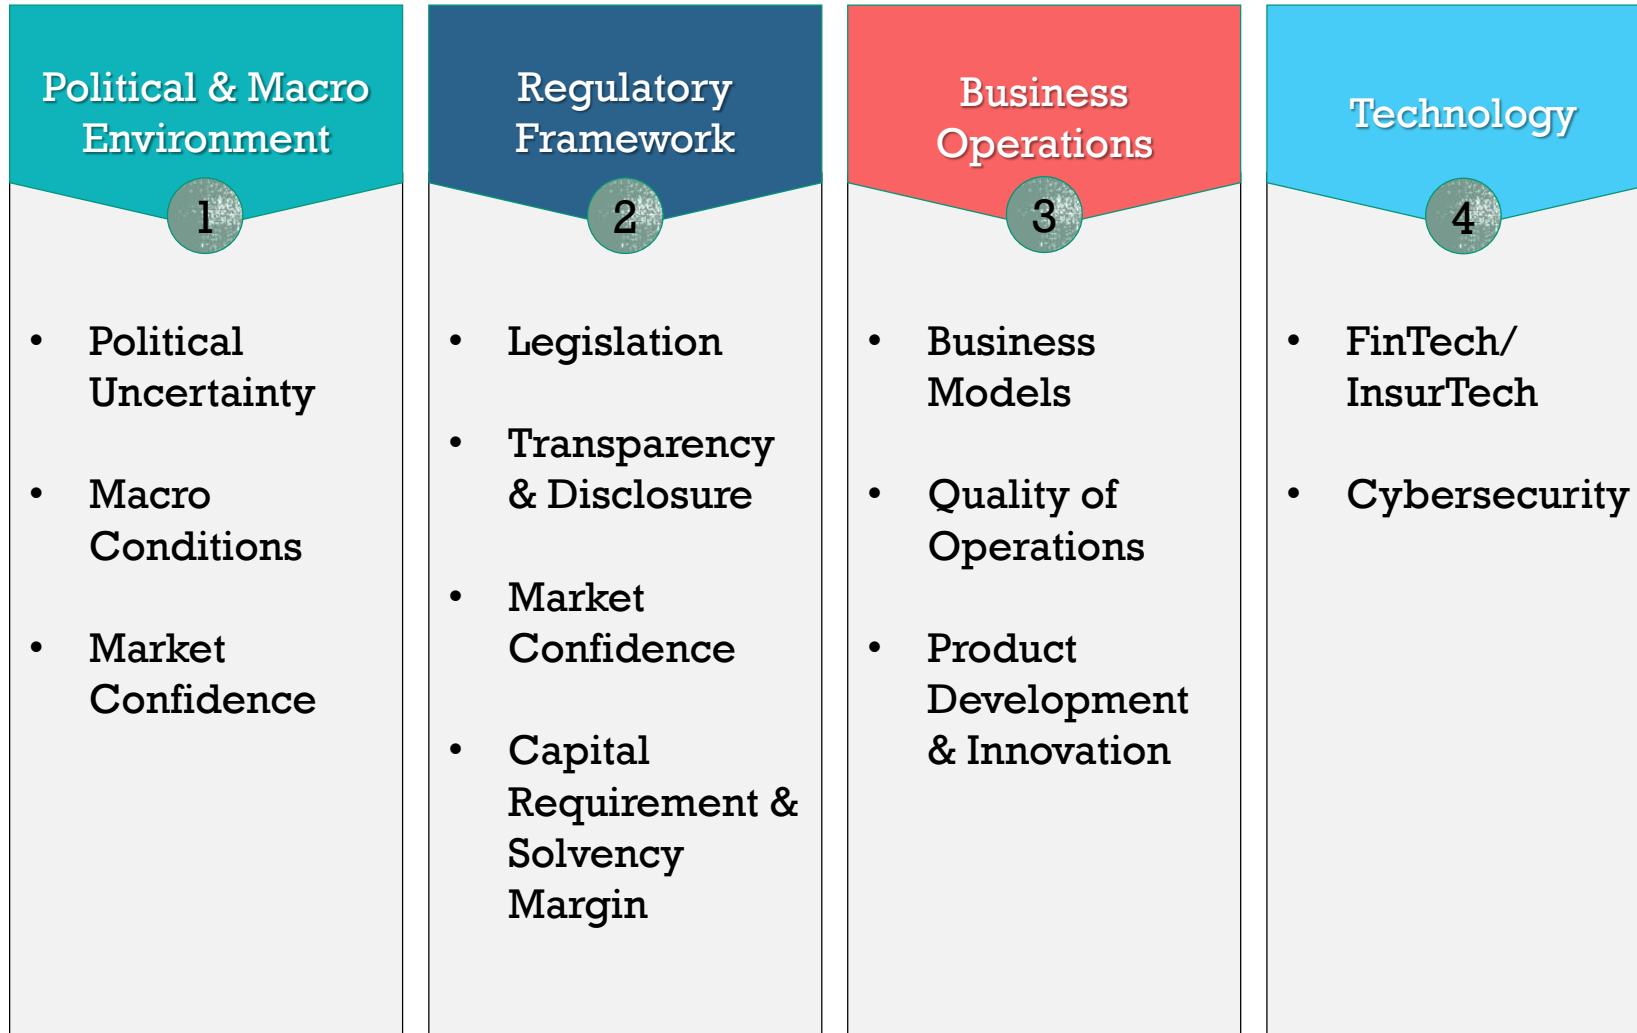 Political & Macro
Environment
1
• Political
Uncertainty
• Macro
Conditions
• Market
Confidence
Regulatory
Framework
2
• Legislation
• Transparency
& Disclosure
• Market
Confidence
• Capital
Requirement &
Solvency
Margin
Business
Operations
3
• Business
Models
• Quality of
Operations
• Product
Development
& Innovation
Technology
4
• FinTech/
InsurTech
• Cybersecurity